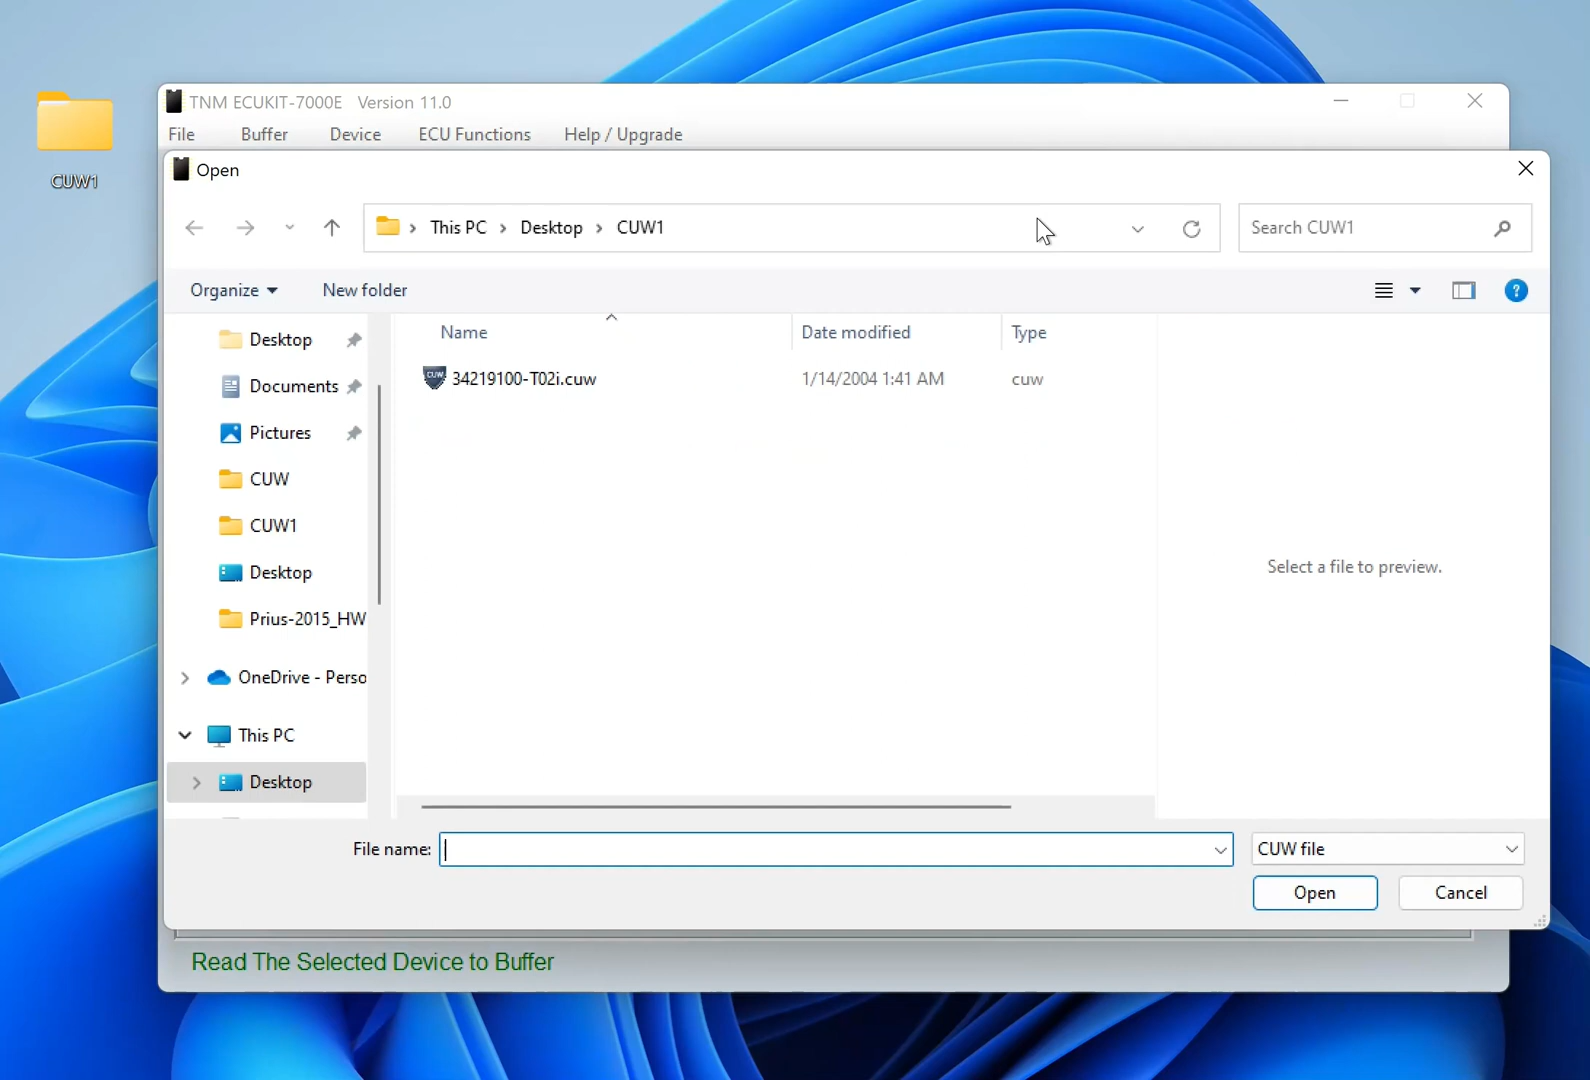 CUW1
TNM ECUKIT-7000E Version 11.0
File Buffer Device ECU Functions Help / Upgrade
Open
This PC > Desktop > CUW1
Search CUW1
Organize New folder
Name Date modified Type
34219100-T02i.cuw 1/14/2004 1:41 AM cuw
Desktop
Documents
Pictures
CUW
CUW1
Desktop
Prius-2015_HW
OneDrive - Perso
This PC
Desktop
Select a file to preview.
File name:
CUW file
Open Cancel
Read The Selected Device to Buffer